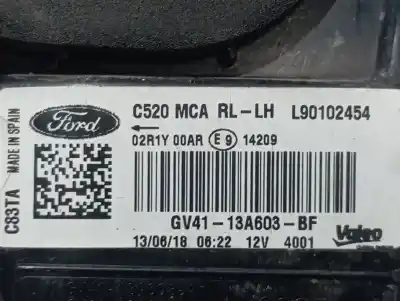 Ford
C520 MCA RL-LH L90102454
02R1Y 00AR E9 14209
MADE IN SPAIN
C83TA
GV41-13A603-BF
13/06/18 06:22 12V 4001
Valeo